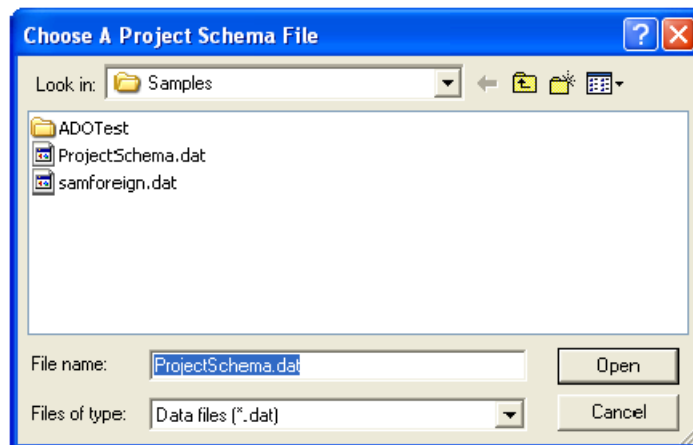 Choose A Project Schema File
Look in: Samples
ADOTest
ProjectSchema.dat
samforeign.dat
File name: ProjectSchema.dat Open
Files of type: Data files (*.dat) Cancel